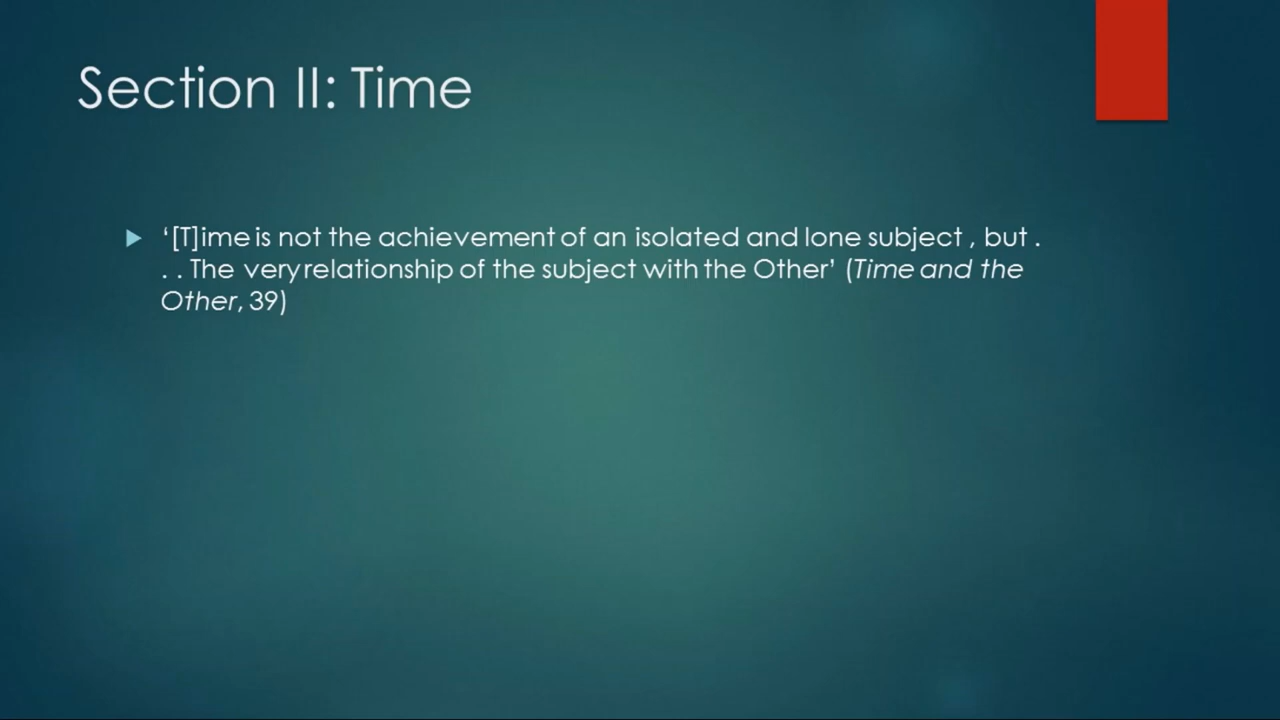 Section II: Time
‘[T]ime is not the achievement of an isolated and lone subject , but .
. . The very relationship of the subject with the Other’ (Time and the
Other, 39)